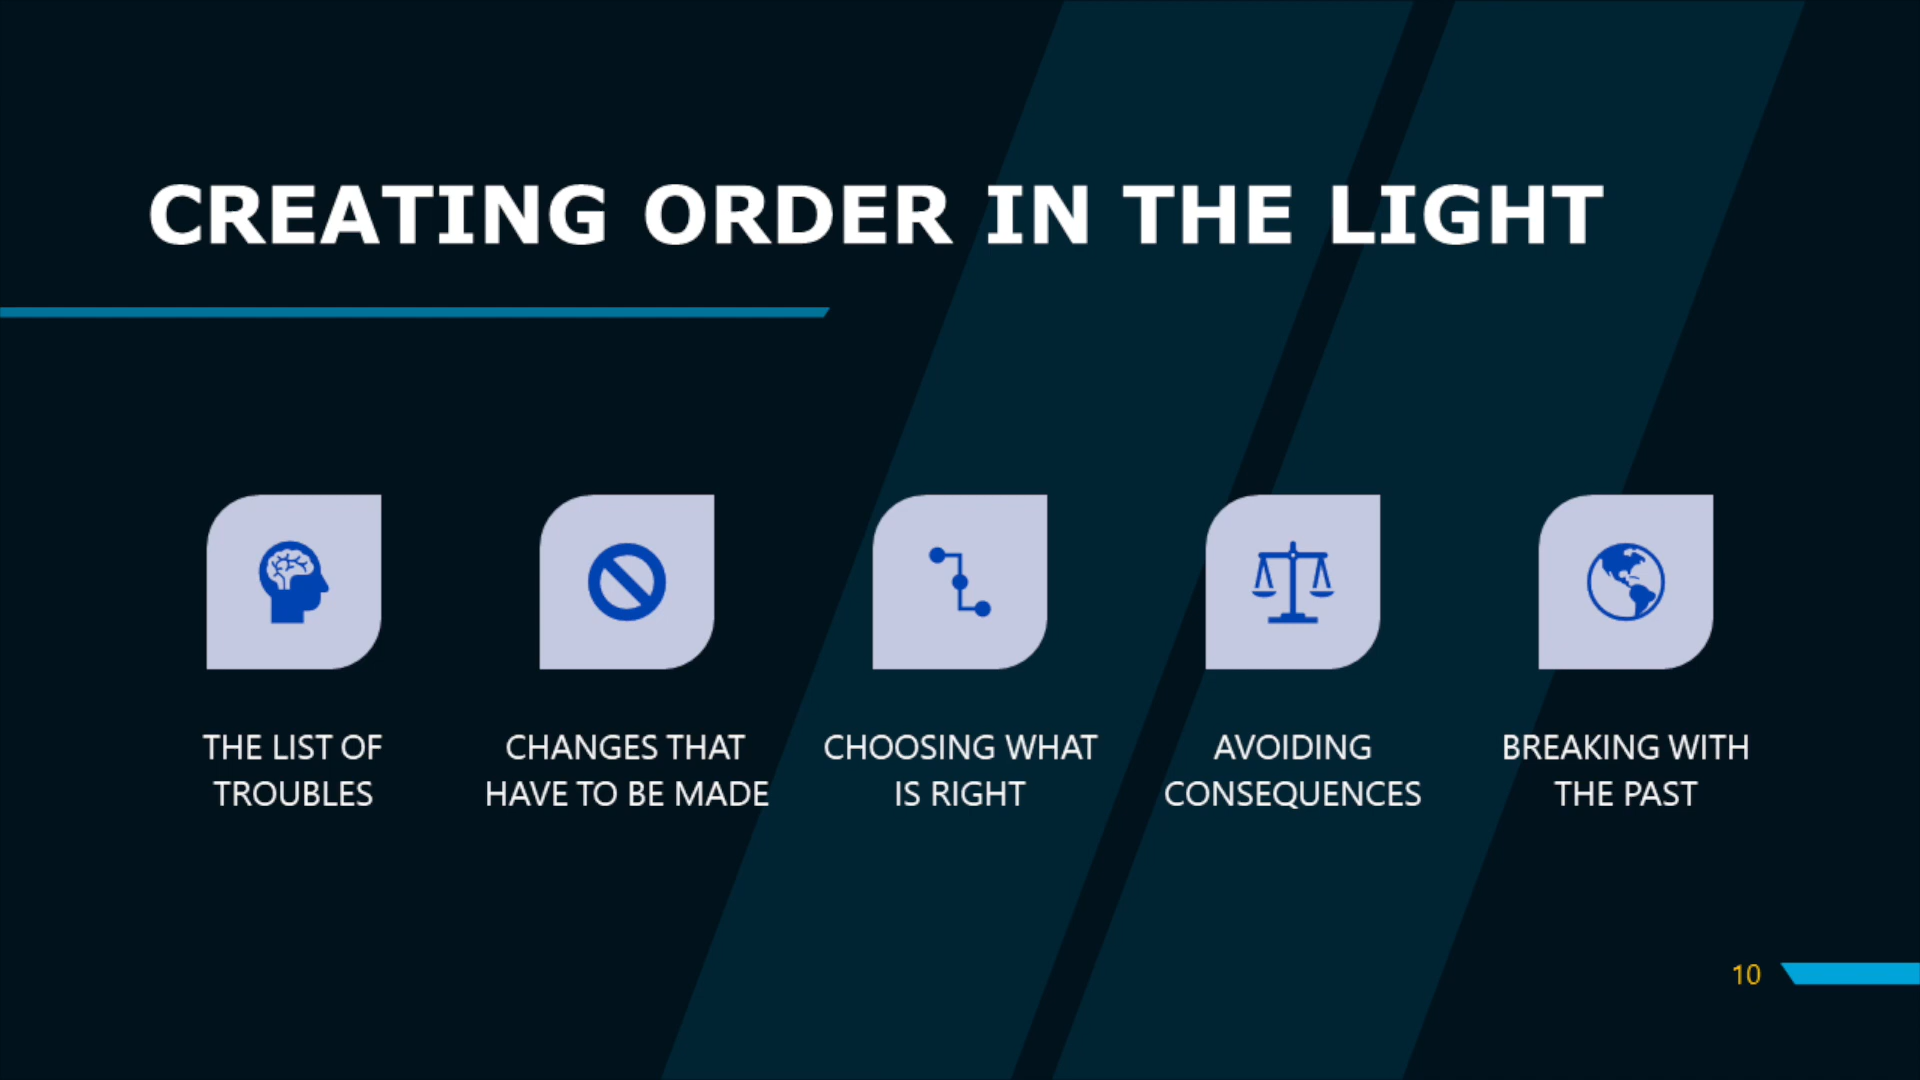 CREATING ORDER IN THE LIGHT
THE LIST OF
TROUBLES
CHANGES THAT
HAVE TO BE MADE
CHOOSING WHAT
IS RIGHT
AVOIDING
CONSEQUENCES
BREAKING WITH
THE PAST
10